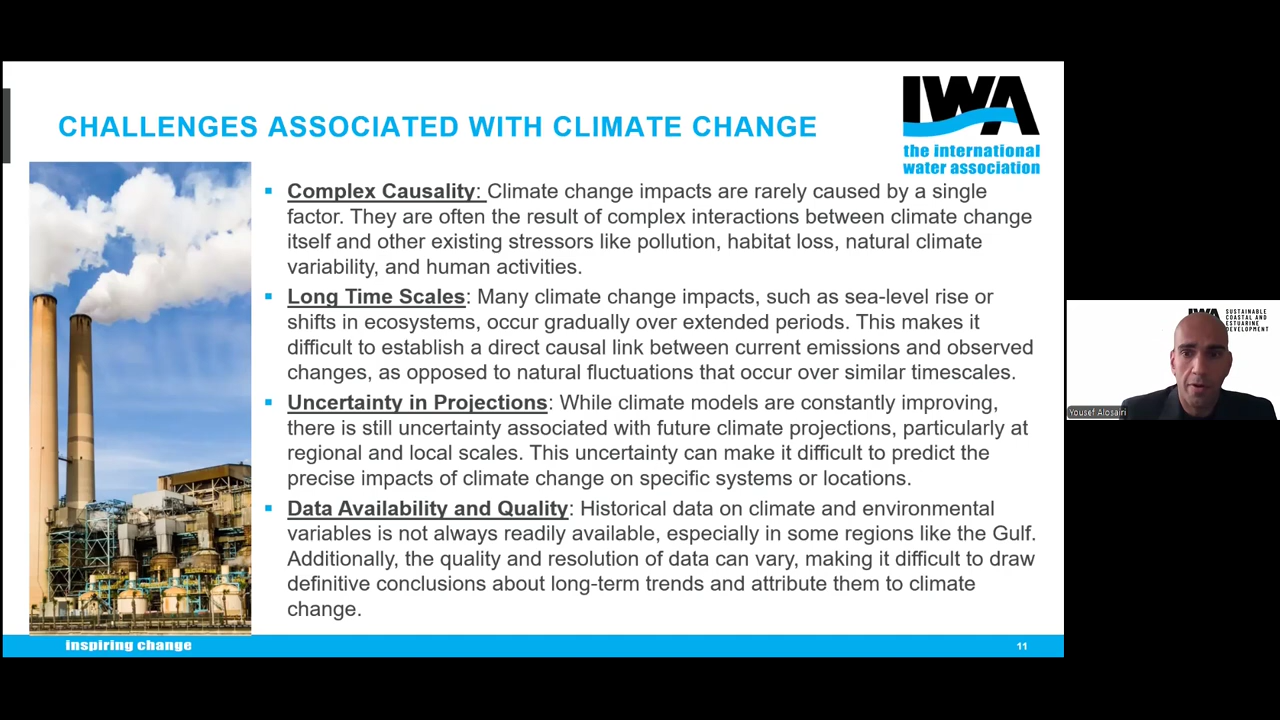 CHALLENGES ASSOCIATED WITH CLIMATE CHANGE
IWA
the international
water association
▪ Complex Causality: Climate change impacts are rarely caused by a single
factor. They are often the result of complex interactions between climate change
itself and other existing stressors like pollution, habitat loss, natural climate
variability, and human activities.
▪ Long Time Scales: Many climate change impacts, such as sea-level rise or
shifts in ecosystems, occur gradually over extended periods. This makes it
difficult to establish a direct causal link between current emissions and observed
changes, as opposed to natural fluctuations that occur over similar timescales.
▪ Uncertainty in Projections: While climate models are constantly improving,
there is still uncertainty associated with future climate projections, particularly at
regional and local scales. This uncertainty can make it difficult to predict the
precise impacts of climate change on specific systems or locations.
▪ Data Availability and Quality: Historical data on climate and environmental
variables is not always readily available, especially in some regions like the Gulf.
Additionally, the quality and resolution of data can vary, making it difficult to draw
definitive conclusions about long-term trends and attribute them to climate
change.
inspiring change
11
SUSTAINABLE
COASTAL AND
ESTUARINE
DEVELOPMENT
Yousef Alosairi